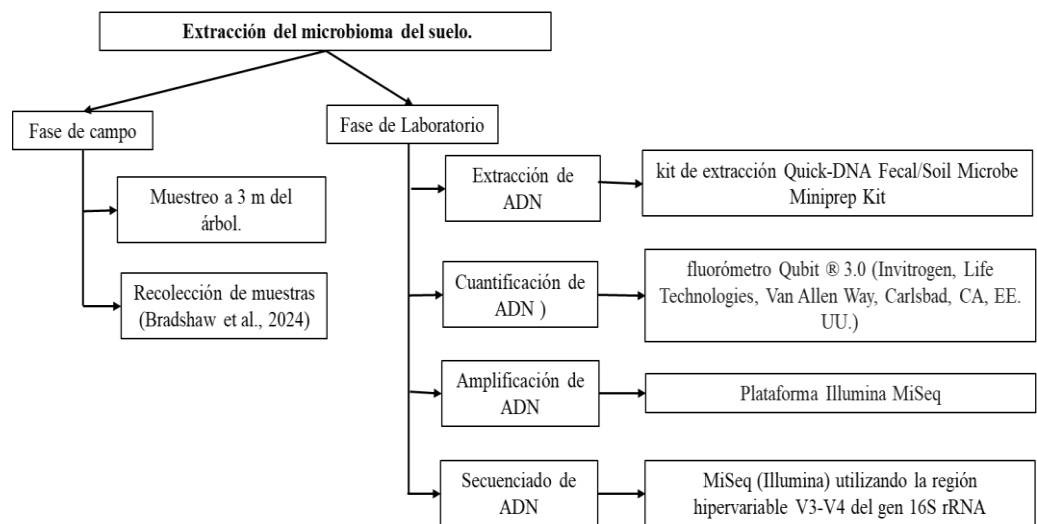 Extracción del microbioma del suelo.
Fase de campo
Muestreo a 3 m del
árbol.
Recolección de muestras
(Bradshaw et al., 2024)
Fase de Laboratorio
Extracción de
ADN
kit de extracción Quick-DNA Fecal/Soil Microbe
Miniprep Kit
Cuantificación de
ADN )
fluorómetro Qubit ® 3.0 (Invitrogen, Life
Technologies, Van Allen Way, Carlsbad, CA, EE.
UU.)
Amplificación de
ADN
Plataforma Illumina MiSeq
Secuenciado de
ADN
MiSeq (Illumina) utilizando la región
hipervariable V3-V4 del gen 16S rRNA